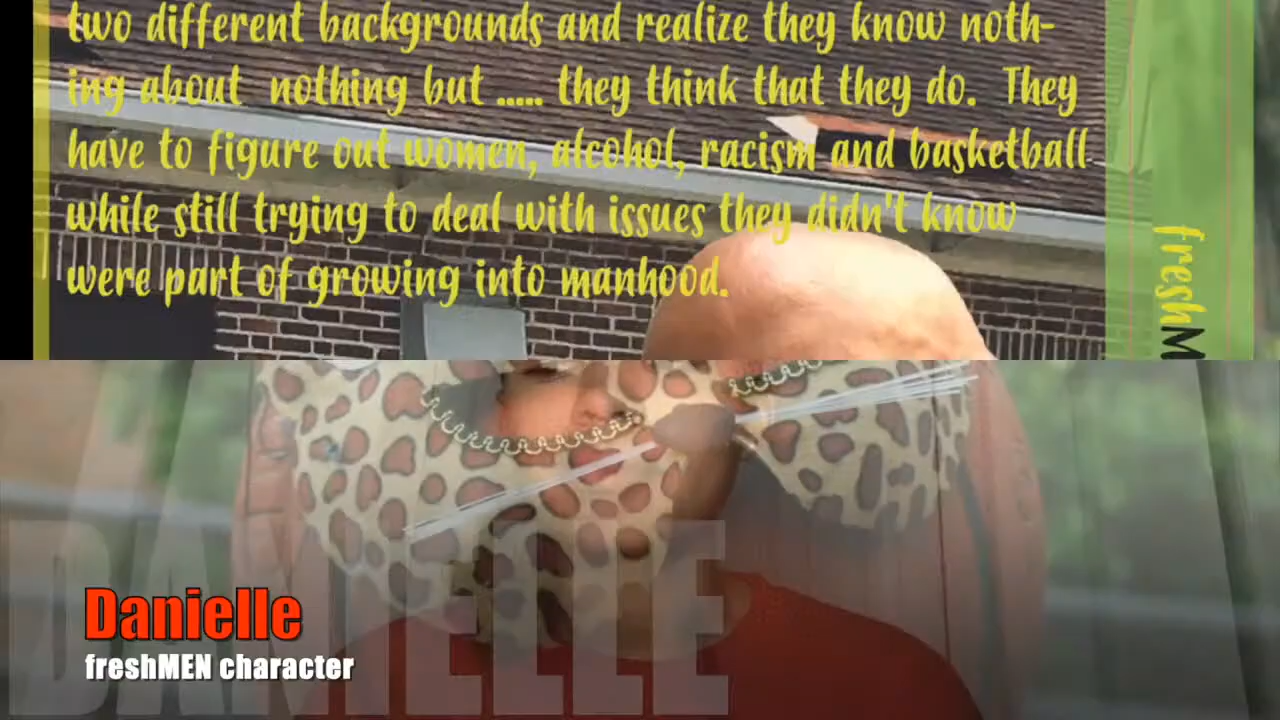 two different backgrounds and realize they know noth-
ing about nothing but ..... they think that they do. They
have to figure out women, alcohol, racism and basketball
while still trying to deal with issues they didn't know
were part of growing into manhood.
freshM
DANIELLE
Danielle
freshMEN character